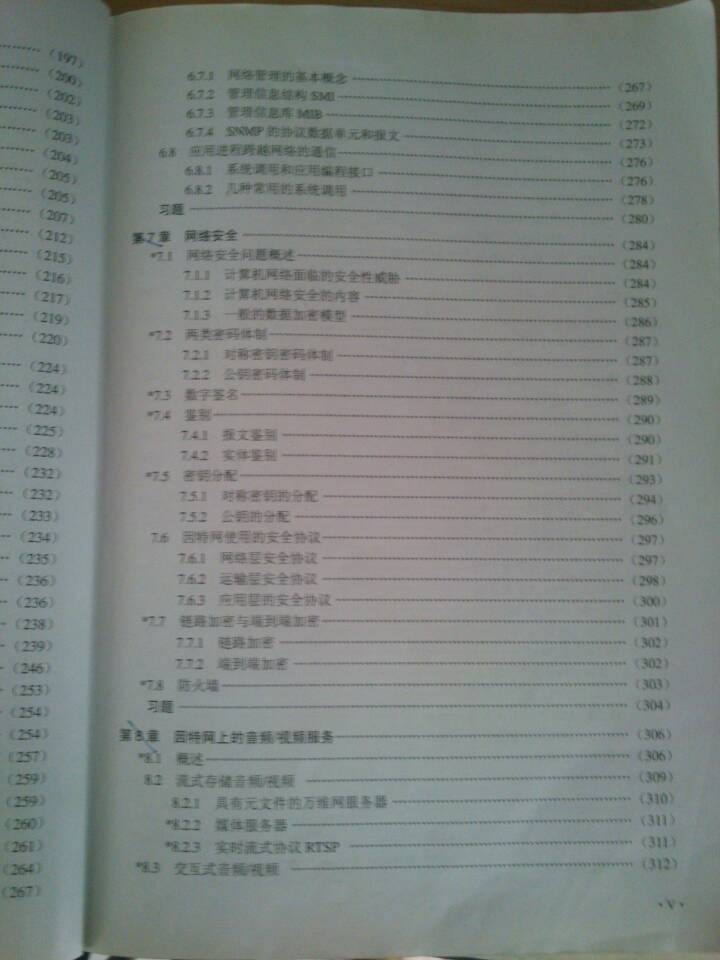 (197)
(200)
(202)
(203)
(203)
(204)
(205)
(205)
(207)
(212)
(215)
(216)
(217)
(219)
(220)
(224)
(224)
(224)
(225)
(228)
(232)
(232)
(233)
(234)
(235)
(236)
(236)
(238)
(239)
(246)
(253)
(254)
(254)
(257)
(259)
(259)
(260)
(261)
(264)
(267)
6.7.1 网络管理的基本概念 (267)
6.7.2 管理信息结构 SMI (269)
6.7.3 管理信息库 MIB (272)
6.7.4 SNMP 的协议数据单元和报文 (273)
6.8 应用进程跨越网络的通信 (276)
6.8.1 系统调用和应用编程接口 (276)
6.8.2 几种常用的系统调用 (278)
习题 (280)
第 7 章 网络安全 (284)
*7.1 网络安全问题概述 (284)
7.1.1 计算机网络面临的安全性威胁 (284)
7.1.2 计算机网络安全的内容 (285)
7.1.3 一般的数据加密模型 (286)
*7.2 两类密码体制 (287)
7.2.1 对称密钥密码体制 (287)
7.2.2 公钥密码体制 (288)
*7.3 数字签名 (289)
*7.4 鉴别 (290)
7.4.1 报文鉴别 (290)
7.4.2 实体鉴别 (291)
*7.5 密钥分配 (293)
7.5.1 对称密钥的分配 (294)
7.5.2 公钥的分配 (296)
7.6 因特网使用的安全协议 (297)
7.6.1 网络层安全协议 (297)
7.6.2 运输层安全协议 (298)
7.6.3 应用层的安全协议 (300)
*7.7 链路加密与端到端加密 (301)
7.7.1 链路加密 (302)
7.7.2 端到端加密 (302)
*7.8 防火墙 (303)
习题 (304)
第 8 章 因特网上的音频/视频服务 (306)
*8.1 概述 (306)
8.2 流式存储音频/视频 (309)
8.2.1 具有元文件的万维网服务器 (310)
*8.2.2 媒体服务器 (311)
*8.2.3 实时流式协议 RTSP (311)
*8.3 交互式音频/视频 (312)
·V·